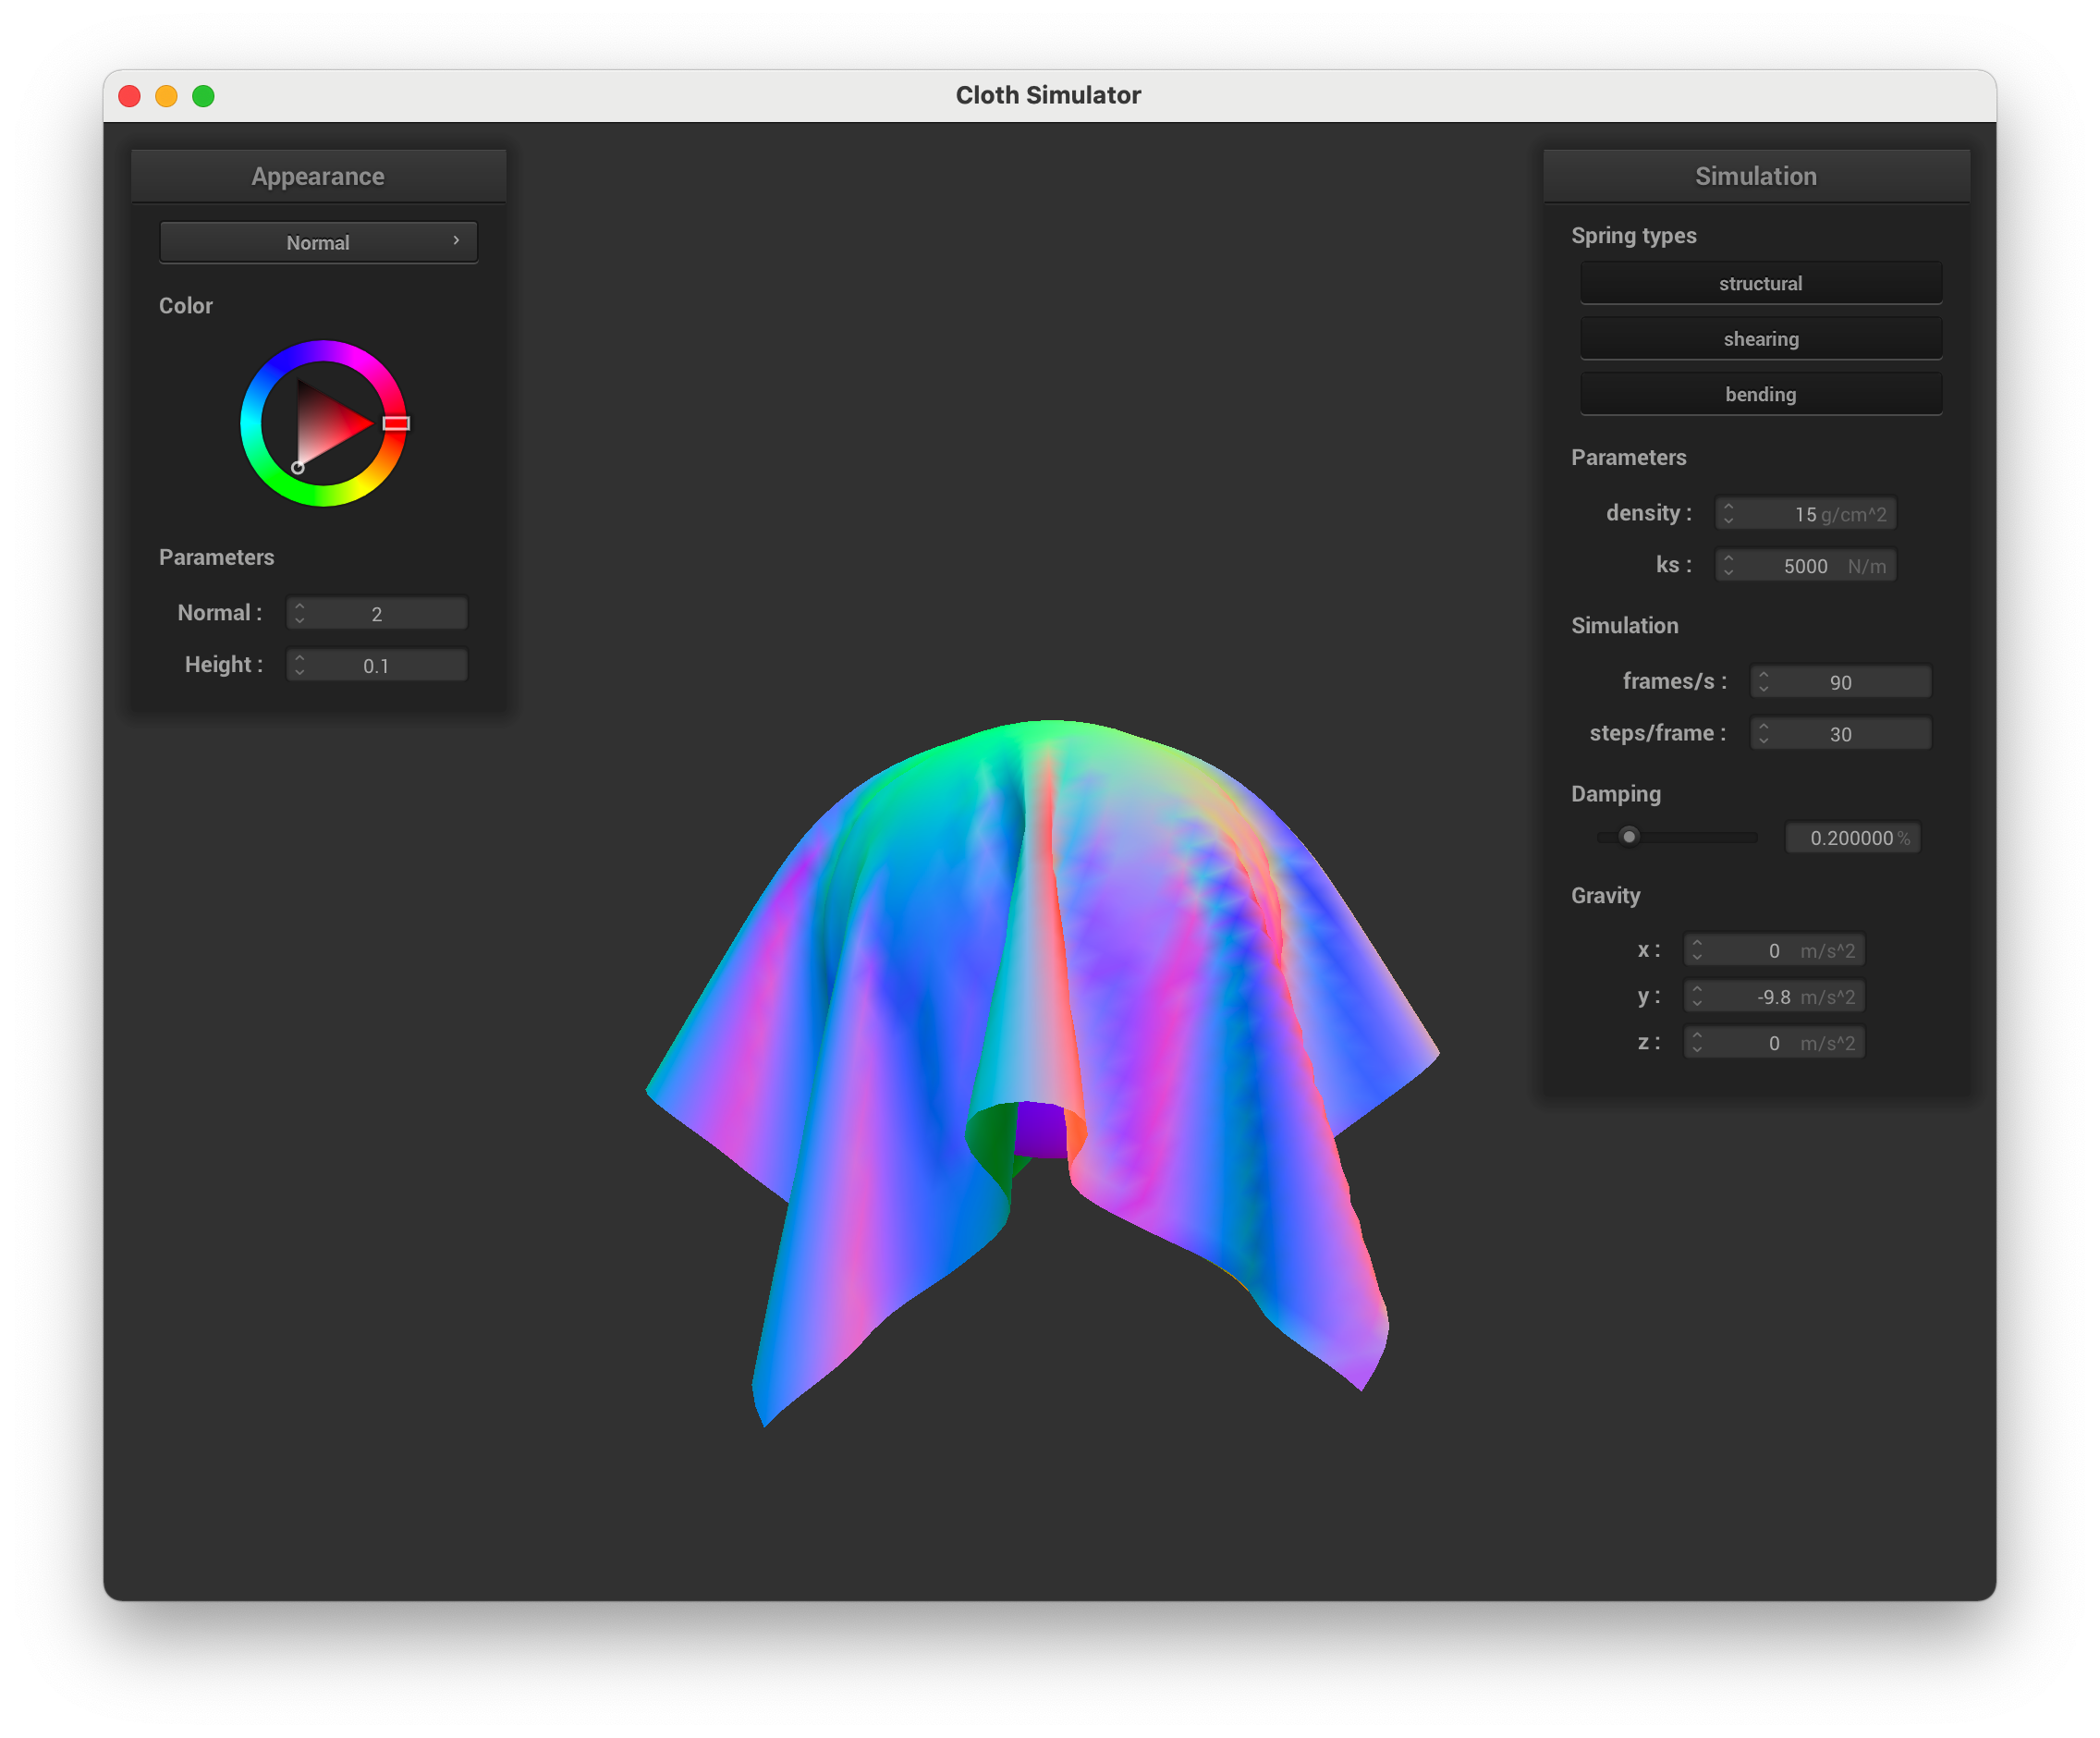 Cloth Simulator
Appearance
Normal
Color
Parameters
Normal : 2
Height : 0.1
Simulation
Spring types
structural
shearing
bending
Parameters
density : 15 g/cm^2
ks : 5000 N/m
Simulation
frames/s : 90
steps/frame : 30
Damping
0.200000 %
Gravity
x : 0 m/s^2
y : -9.8 m/s^2
z : 0 m/s^2